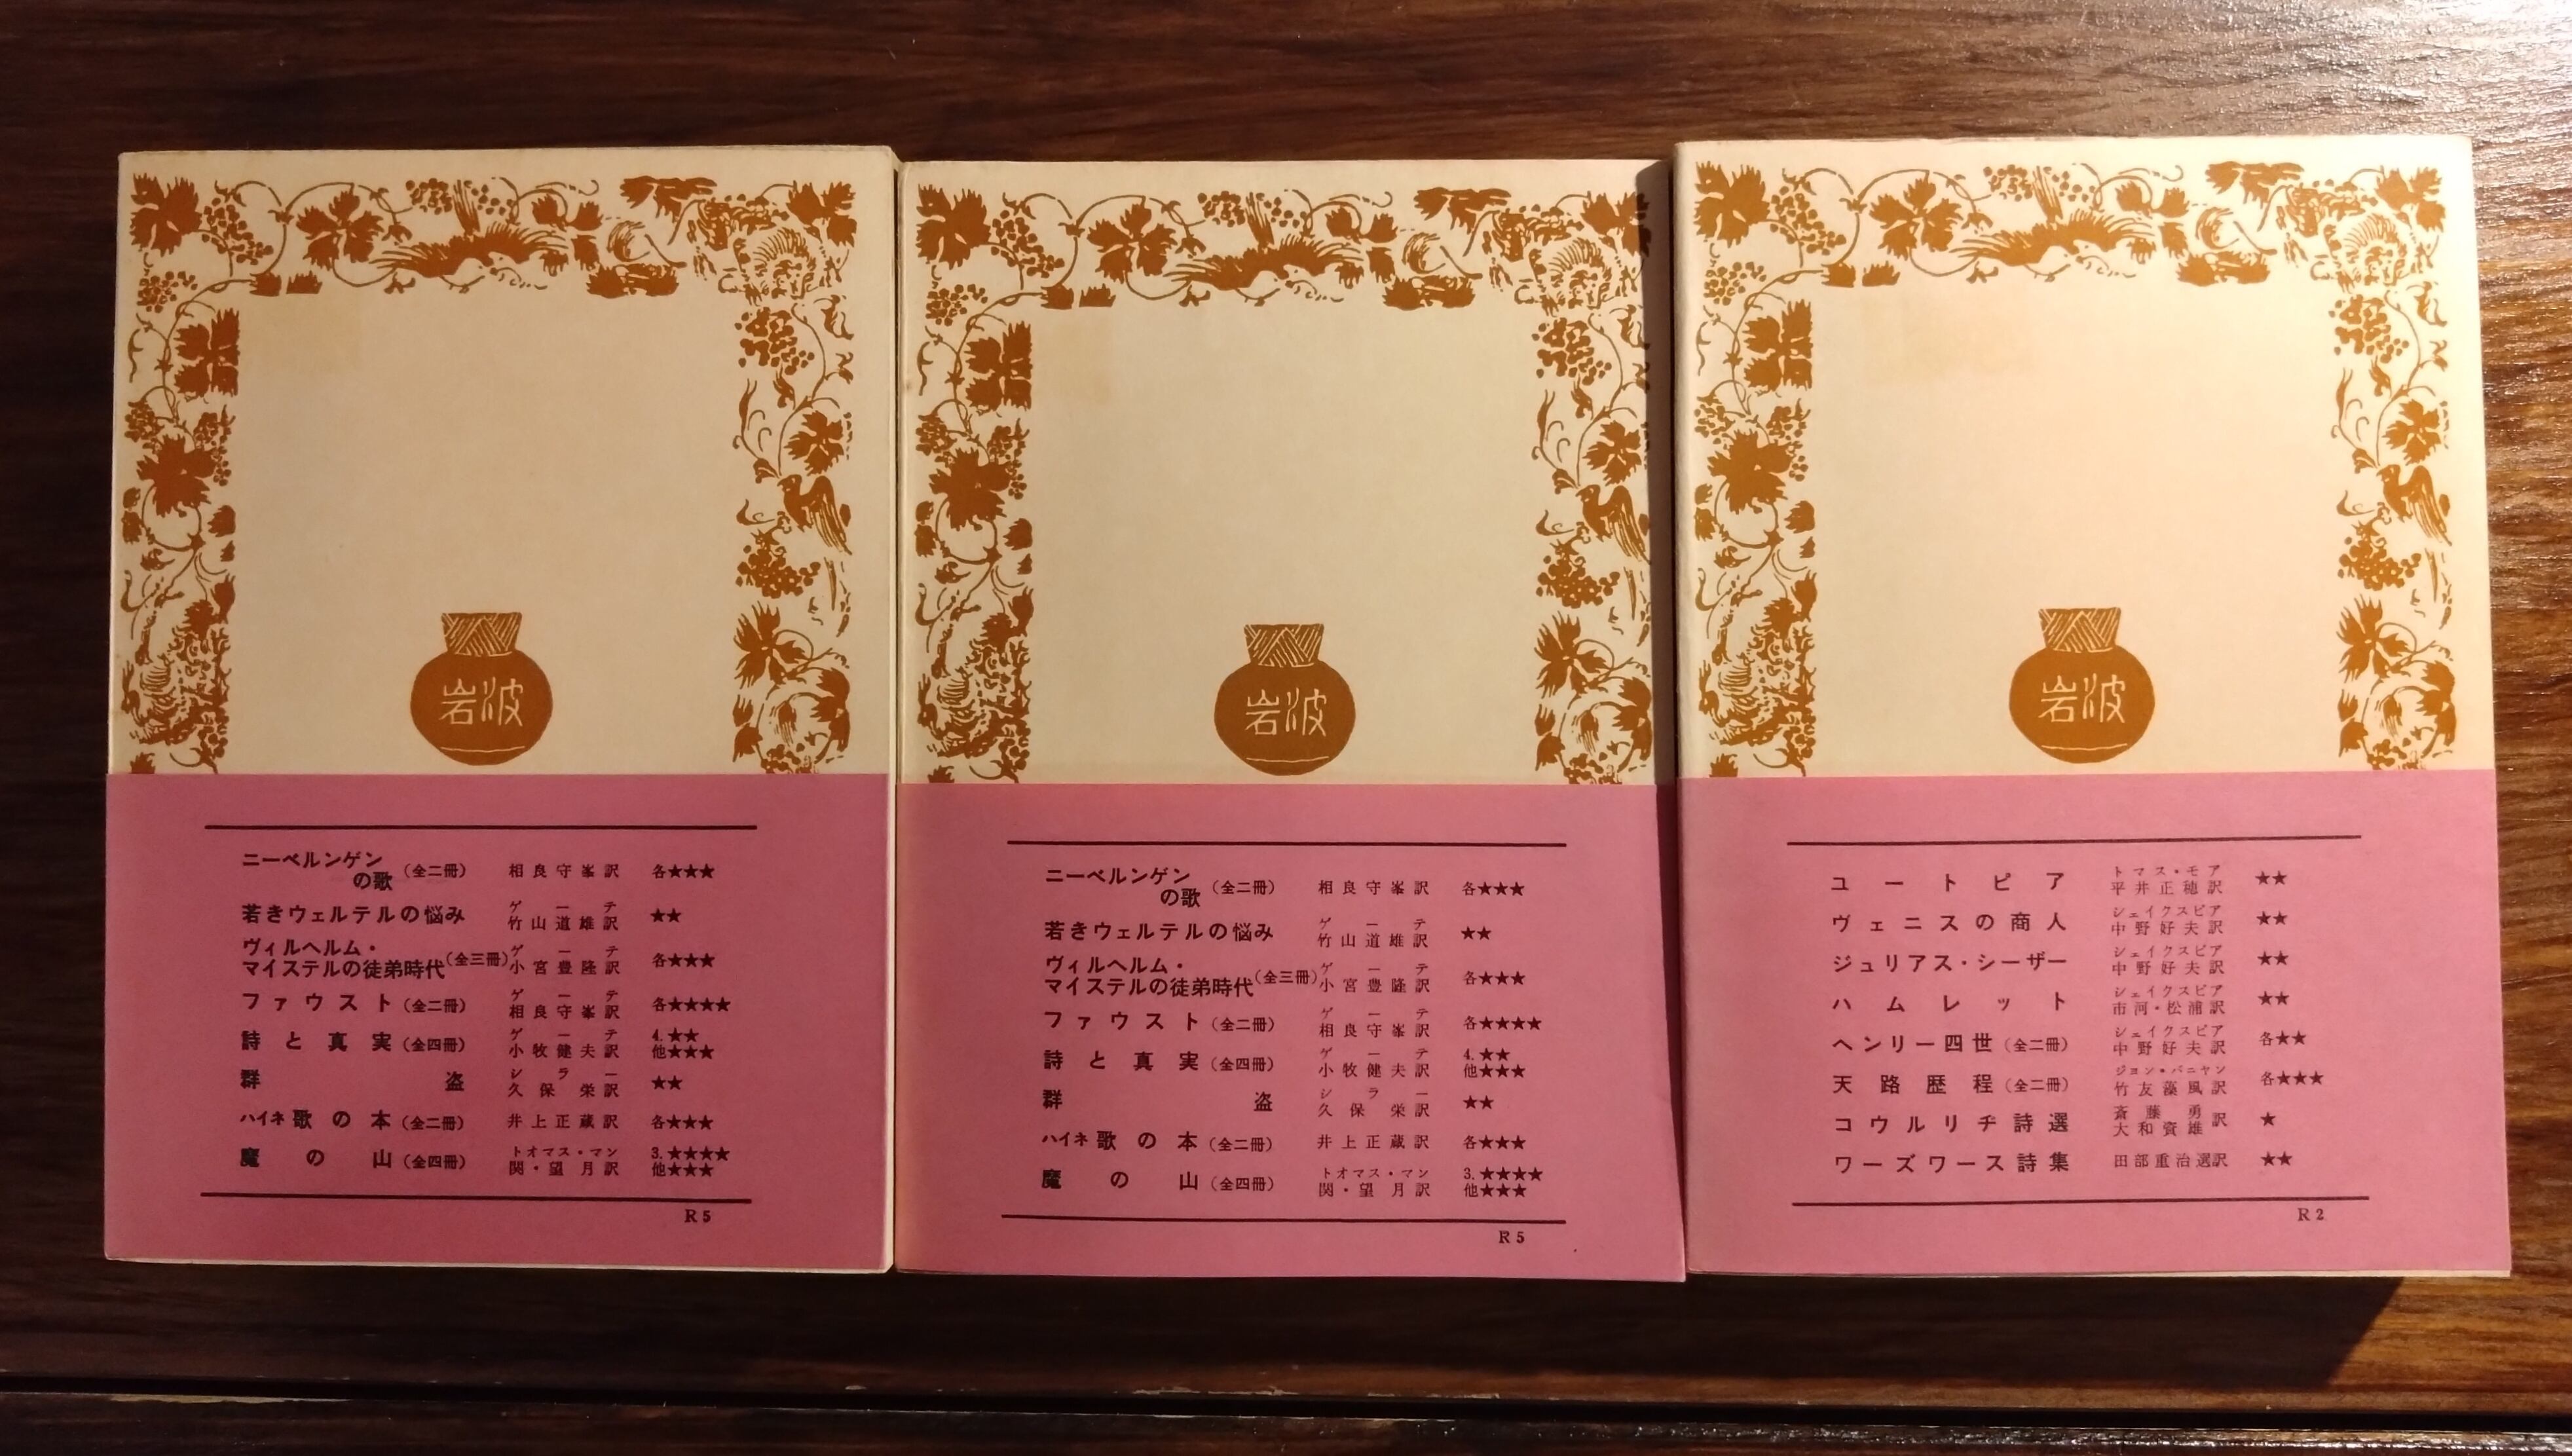 岩波
ニーベルンゲン
の歌 (全二冊) 相良守峯訳 各★★★
若きウェルテルの悩み ゲーテ 竹山道雄訳 ★★
ヴィルヘルム・
マイステルの徒弟時代 (全三冊) ゲーテ 小宮豊隆訳 各★★★
ファウスト (全二冊) ゲーテ 相良守峯訳 各★★★★
詩と真実 (全四冊) ゲーテ 小牧健夫訳 4.★★ 他★★★
群盗 シラー 久保栄訳 ★★
ハイネ歌の本 (全二冊) 井上正蔵訳 各★★★
魔の山 (全四冊) トオマス・マン 関・望月訳 3.★★★★ 他★★★
R5
岩波
ニーベルンゲン
の歌 (全二冊) 相良守峯訳 各★★★
若きウェルテルの悩み ゲーテ 竹山道雄訳 ★★
ヴィルヘルム・
マイステルの徒弟時代 (全三冊) ゲーテ 小宮豊隆訳 各★★★
ファウスト (全二冊) ゲーテ 相良守峯訳 各★★★★
詩と真実 (全四冊) ゲーテ 小牧健夫訳 4.★★ 他★★★
群盗 シラー 久保栄訳 ★★
ハイネ歌の本 (全二冊) 井上正蔵訳 各★★★
魔の山 (全四冊) トオマス・マン 関・望月訳 3.★★★★ 他★★★
R5
岩波
ユートピア トマス・モア 平井正穂訳 ★★
ヴェニスの商人 シェイクスピア 中野好夫訳 ★★
ジュリアス・シーザー シェイクスピア 中野好夫訳 ★★
ハムレット シェイクスピア 市河・松浦訳 ★★
ヘンリー四世 (全二冊) シェイクスピア 中野好夫訳 各★★
天路歴程 (全二冊) ジョン・バニヤン 竹友藻風訳 各★★★
コウルリヂ詩選 斎藤勇 大和資雄 訳 ★
ワーズワース詩集 田部重治選訳 ★★
R2